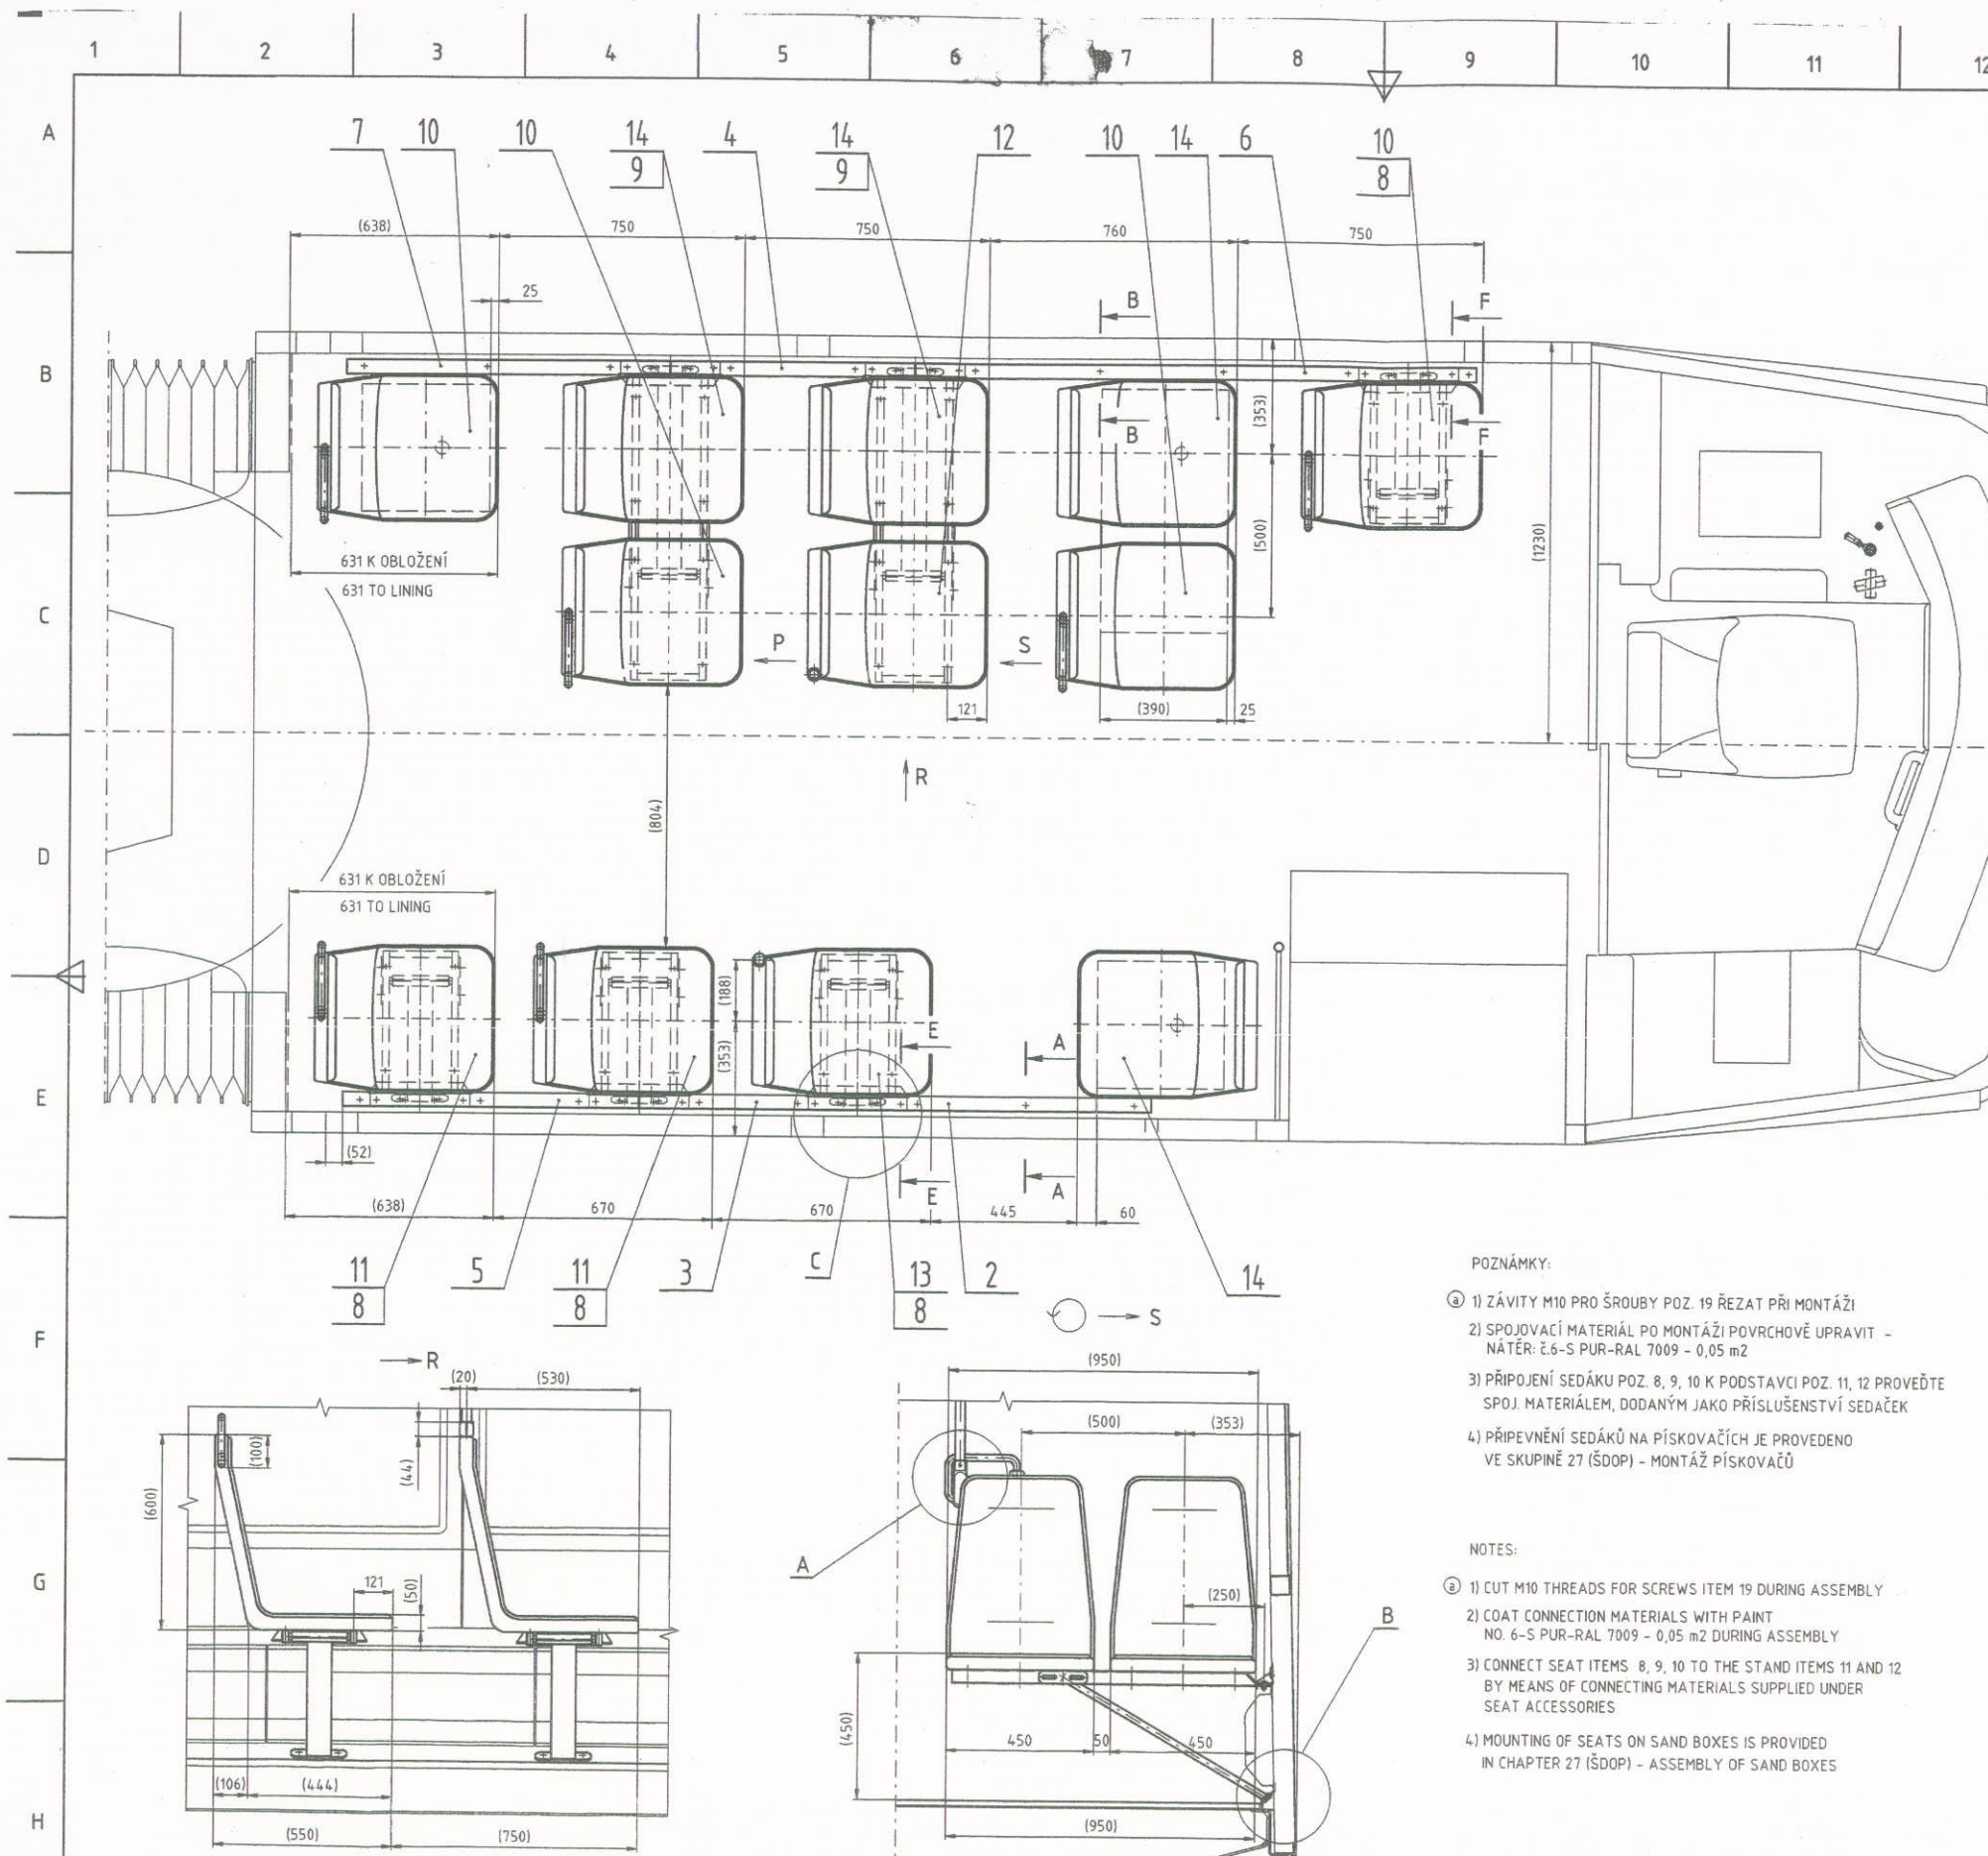 1 2 3 4 5 6 7 8 9 10 11 12
A
7 10 10 14 4 14 12 10 14 6 10
9 9 8
(638) 750 750 760 750
25
B F
B
(353)
B F
(500)
(1230)
631 K OBLOŽENÍ
631 TO LINING
C
P S
121 (390) 25
R
(804)
D
631 K OBLOŽENÍ
631 TO LINING
(188)
E A
(353)
E
(52)
E A
(638) 670 670 445 60
11 5 11 3 C 13 2 14
8 8 8
S
F
R
POZNÁMKY:
a 1) ZÁVITY M10 PRO ŠROUBY POZ. 19 ŘEZAT PŘI MONTÁŽI
2) SPOJOVACÍ MATERIÁL PO MONTÁŽI POVRCHOVĚ UPRAVIT -
NÁTĚR: č.6-S PUR-RAL 7009 - 0,05 m2
3) PŘIPOJENÍ SEDÁKU POZ. 8, 9, 10 K PODSTAVCI POZ. 11, 12 PROVEĎTE
SPOJ. MATERIÁLEM, DODANÝM JAKO PŘÍSLUŠENSTVÍ SEDAČEK
4) PŘIPEVNĚNÍ SEDÁKŮ NA PÍSKOVAČÍCH JE PROVEDENO
VE SKUPINĚ 27 (ŠDOP) - MONTÁŽ PÍSKOVAČŮ
(20) (530)
(100)
(44)
(600)
121 (50)
(106) (444)
(550) (750)
(950)
(500) (353)
A
(250)
B
(450)
450 50 450
(950)
G
NOTES:
a 1) CUT M10 THREADS FOR SCREWS ITEM 19 DURING ASSEMBLY
2) COAT CONNECTION MATERIALS WITH PAINT
NO. 6-S PUR-RAL 7009 - 0,05 m2 DURING ASSEMBLY
3) CONNECT SEAT ITEMS 8, 9, 10 TO THE STAND ITEMS 11 AND 12
BY MEANS OF CONNECTING MATERIALS SUPPLIED UNDER
SEAT ACCESSORIES
4) MOUNTING OF SEATS ON SAND BOXES IS PROVIDED
IN CHAPTER 27 (ŠDOP) - ASSEMBLY OF SAND BOXES
H